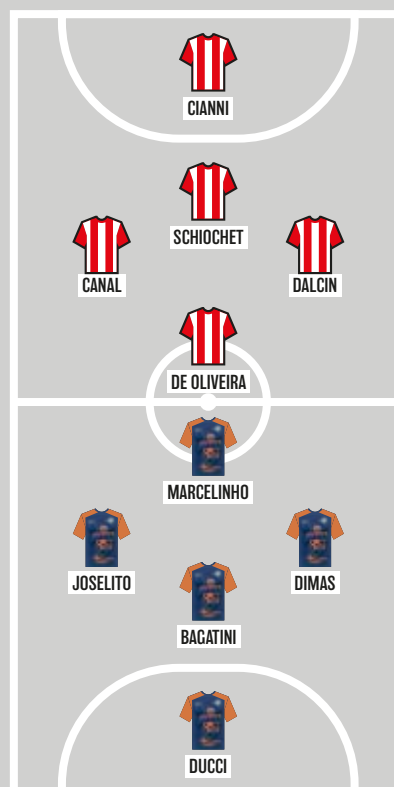 CIANNI
SCHIOCHET
CANAL
DALCIN
DE OLIVEIRA
MARCELINHO
JOSELITO
DIMAS
BAGATINI
DUCCI